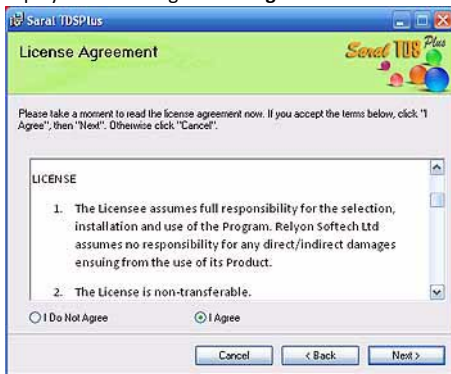 Saral TDSPlus
License Agreement
Saral TDS Plus
Please take a moment to read the license agreement now. If you accept the terms below, click "I
Agree", then "Next". Otherwise click "Cancel".
LICENSE
1. The Licensee assumes full responsibility for the selection,
installation and use of the Program. Relyon Softech Ltd
assumes no responsibility for any direct/indirect damages
ensuing from the use of its Product.
2. The License is non-transferable.
I Do Not Agree
I Agree
Cancel
< Back
Next >